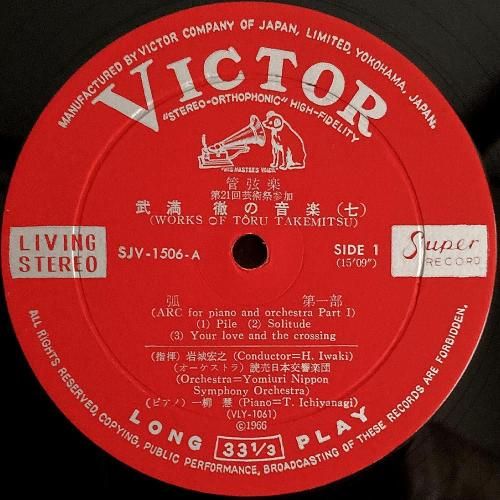 MANUFACTURED BY VICTOR COMPANY OF JAPAN, LIMITED, YOKOHAMA, JAPAN.
VICTOR
"STEREO-ORTHOPHONIC" HIGH-FIDELITY
"HIS MASTER'S VOICE"
管弦楽
第21回芸術祭参加
武満 徹の音楽(七)
(WORKS OF TORU TAKEMITSU)
LIVING STEREO
SJV-1506-A
SIDE 1
(15'09")
Super RECORD
弧 第一部
(ARC for piano and orchestra Part I)
(1) Pile (2) Solitude
(3) Your love and the crossing
(指揮) 岩城宏之 (Conductor=H. Iwaki)
(オーケストラ) 読売日本交響楽団
(Orchestra=Yomiuri Nippon
Symphony Orchestra)
(ピアノ) 一柳 慧 (Piano=T. Ichiyanagi)
(VLY-1061)
©1966
LONG 33 1/3 PLAY
ALL RIGHTS RESERVED, COPYING, PUBLIC PERFORMANCE, BROADCASTING OF THESE RECORDS ARE FORBIDDEN.